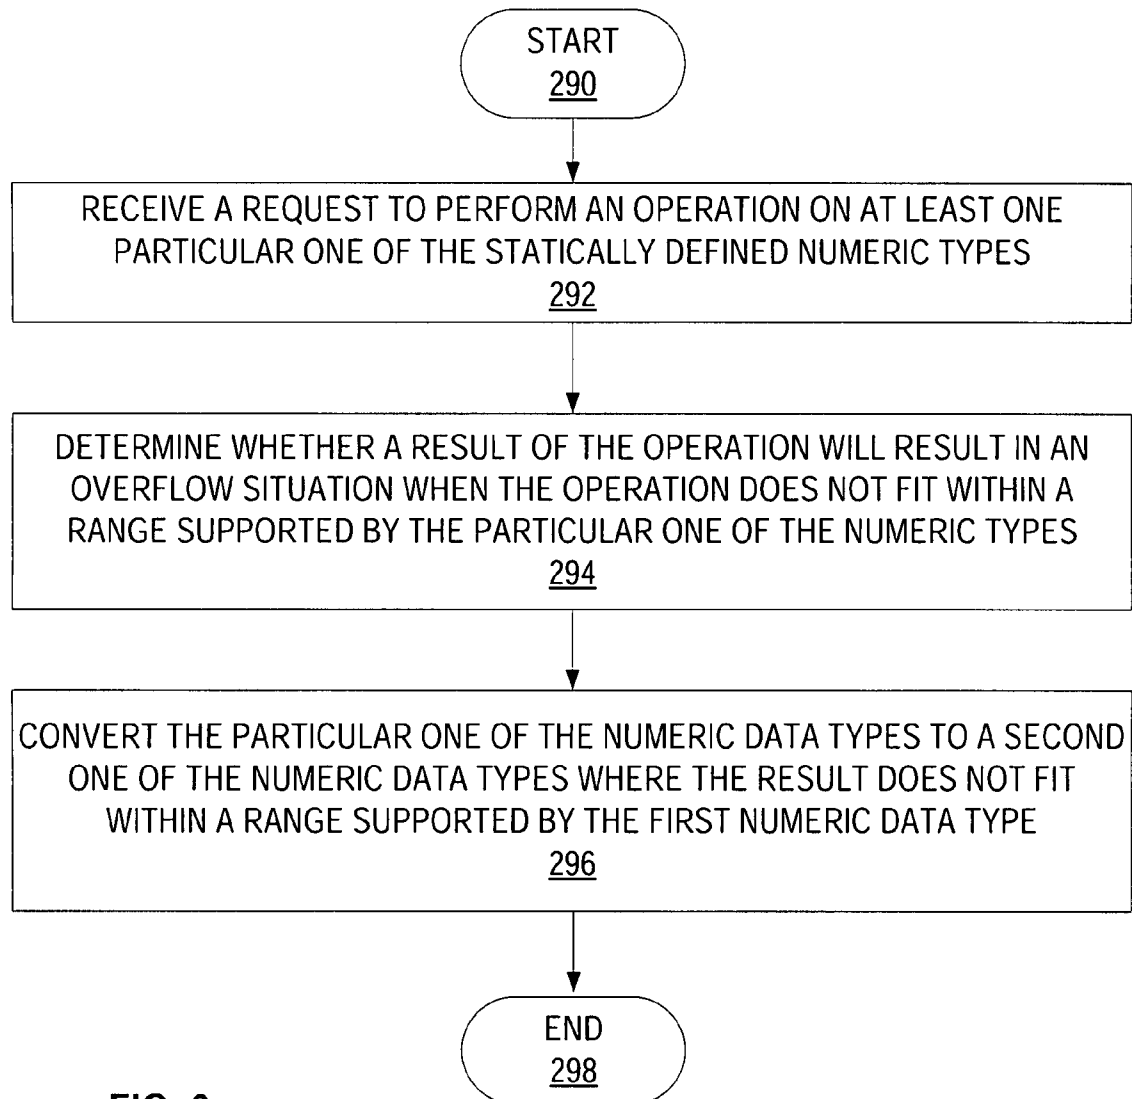 START
290
RECEIVE A REQUEST TO PERFORM AN OPERATION ON AT LEAST ONE
PARTICULAR ONE OF THE STATICALLY DEFINED NUMERIC TYPES
292
DETERMINE WHETHER A RESULT OF THE OPERATION WILL RESULT IN AN
OVERFLOW SITUATION WHEN THE OPERATION DOES NOT FIT WITHIN A
RANGE SUPPORTED BY THE PARTICULAR ONE OF THE NUMERIC TYPES
294
CONVERT THE PARTICULAR ONE OF THE NUMERIC DATA TYPES TO A SECOND
ONE OF THE NUMERIC DATA TYPES WHERE THE RESULT DOES NOT FIT
WITHIN A RANGE SUPPORTED BY THE FIRST NUMERIC DATA TYPE
296
END
298
FIG.